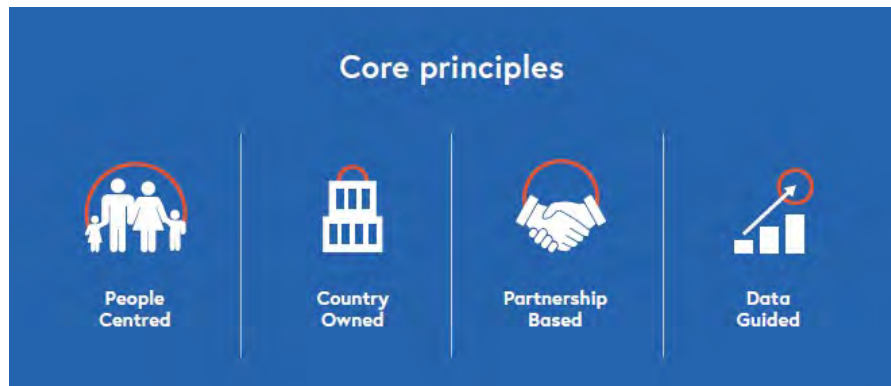 Core principles
People
Centred
Country
Owned
Partnership
Based
Data
Guided